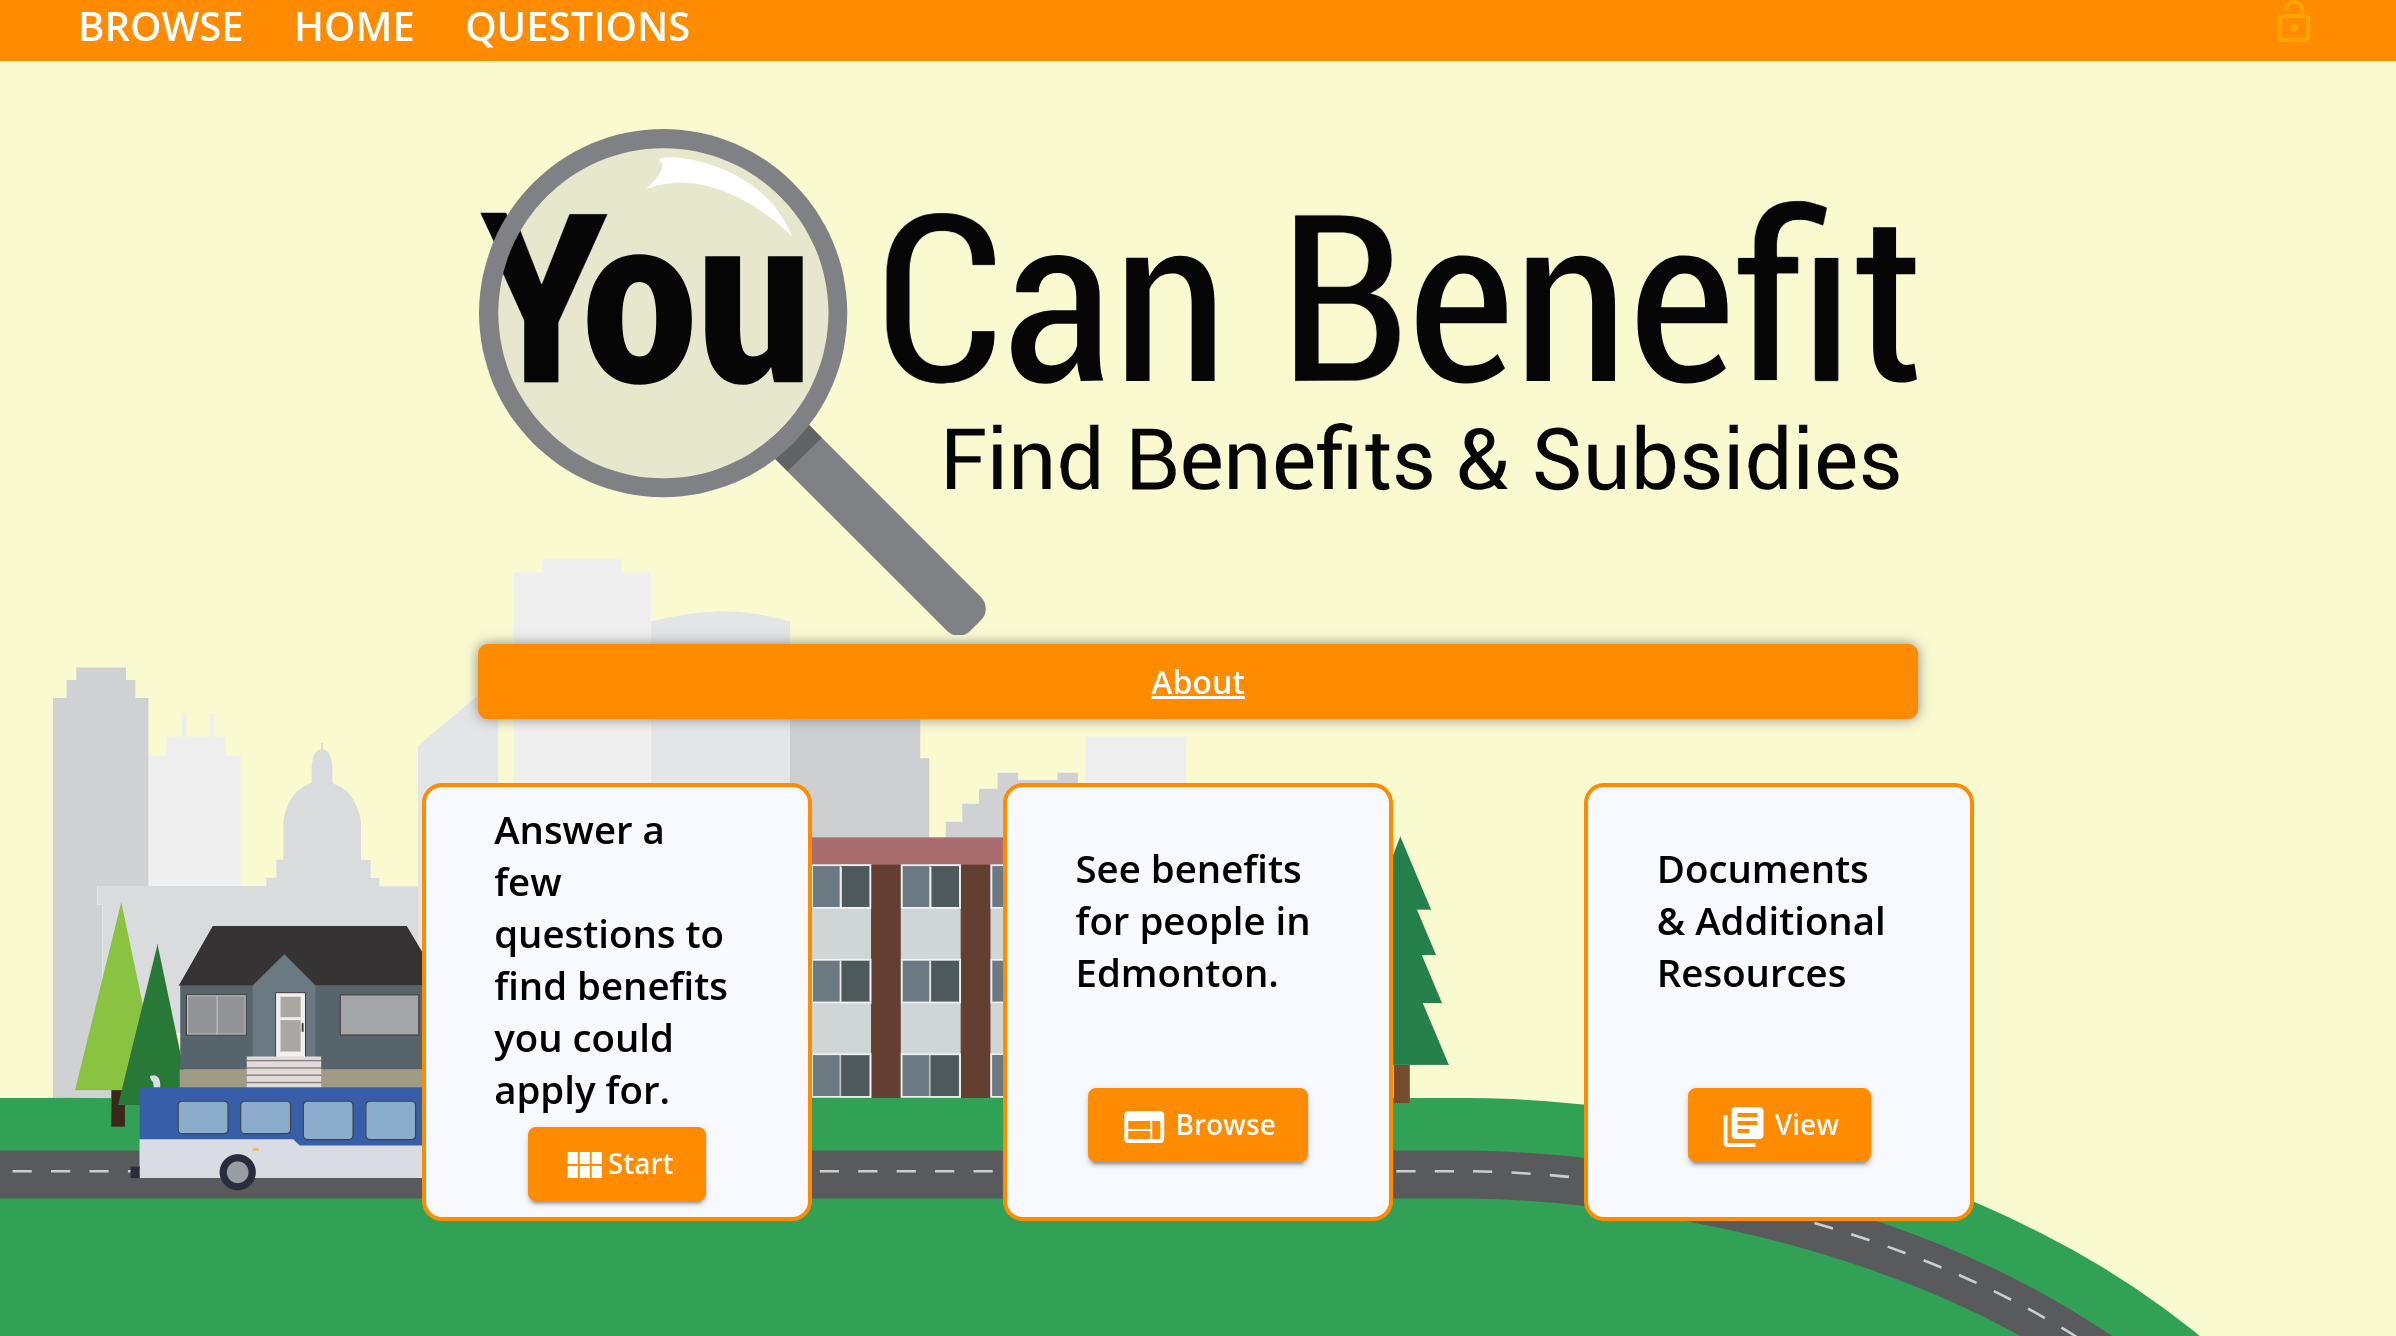 BROWSE HOME QUESTIONS
You Can Benefit
Find Benefits & Subsidies
About
Answer a
few
questions to
find benefits
you could
apply for.
Start
See benefits
for people in
Edmonton.
Browse
Documents
& Additional
Resources
View